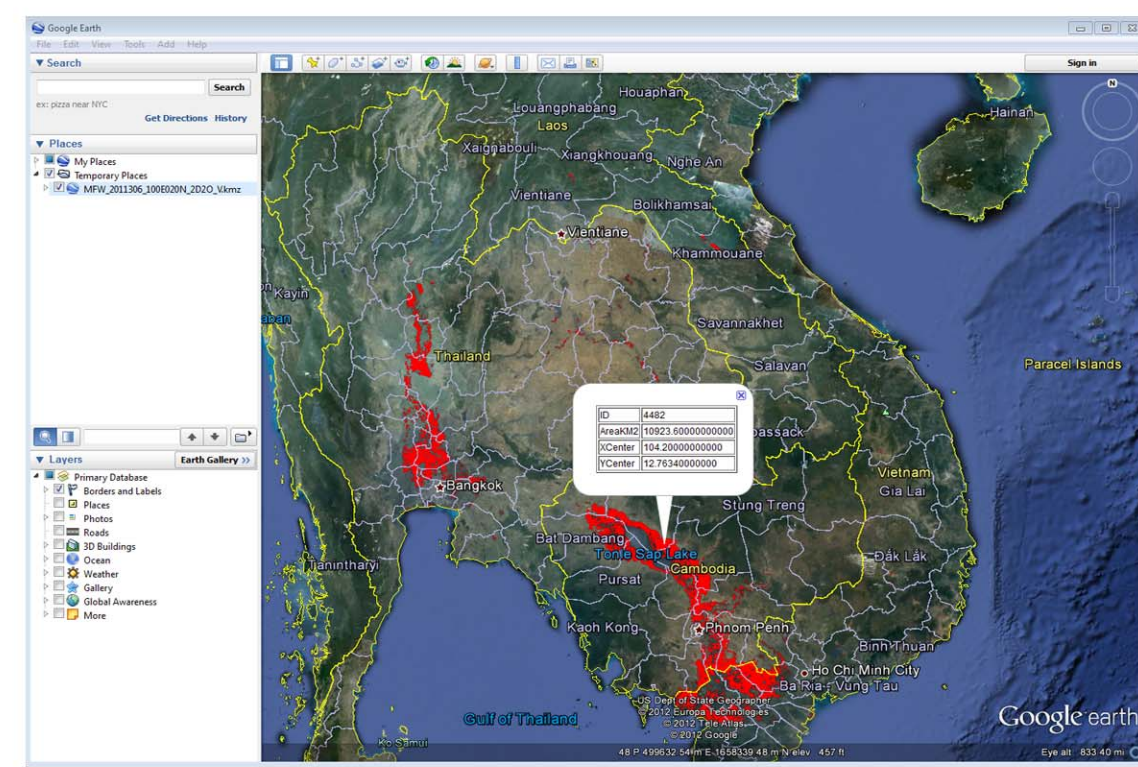 Google Earth
File Edit View Tools Add Help
Search
Search
ex: pizza near NYC
Get Directions History
Places
My Places
Temporary Places
MFW_2011306_100E020N_2D2O_V.kmz
Layers
Earth Gallery >>
Primary Database
Borders and Labels
Places
Photos
Roads
3D Buildings
Ocean
Weather
Gallery
Global Awareness
More
Sign in
N
Houaphan
Hainan
Louangphabang
Laos
Xaignabouli
Xiangkhouang
Nghe An
Vientiane
Bolikhamsai
Vientiane
Khammouane
Kayin
Savannakhet
Thailand
Salavan
Paracel Islands
ID 4482
AreaKM2 10923.60000000000
XCenter 104.20000000000
YCenter 12.76340000000
Vietnam
Bangkok
Gia Lai
Stung Treng
Bat Dambang
Tonle Sap Lake
Đắk Lắk
Tanintharyi
Cambodia
Pursat
Kaoh Kong
Phnom Penh
Binh Thuan
Ho Chi Minh City
Ba Ria - Vung Tau
US Dept of State Geographer
© 2012 Europa Technologies
© 2012 Tele Atlas
© 2012 Google
Gulf of Thailand
Ko Samui
Google earth
48 P 499632 54 m E 1658339 48 m N elev 457 ft
Eye alt 833 40 mi